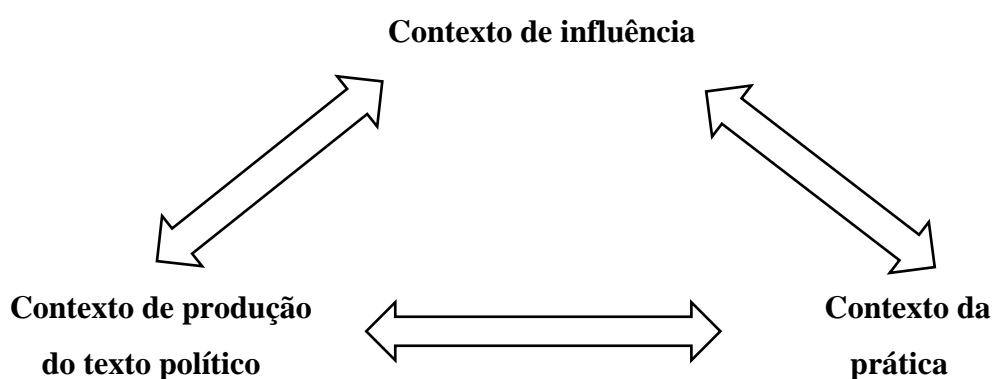 Contexto de influência
Contexto de produção
do texto político
Contexto da
prática